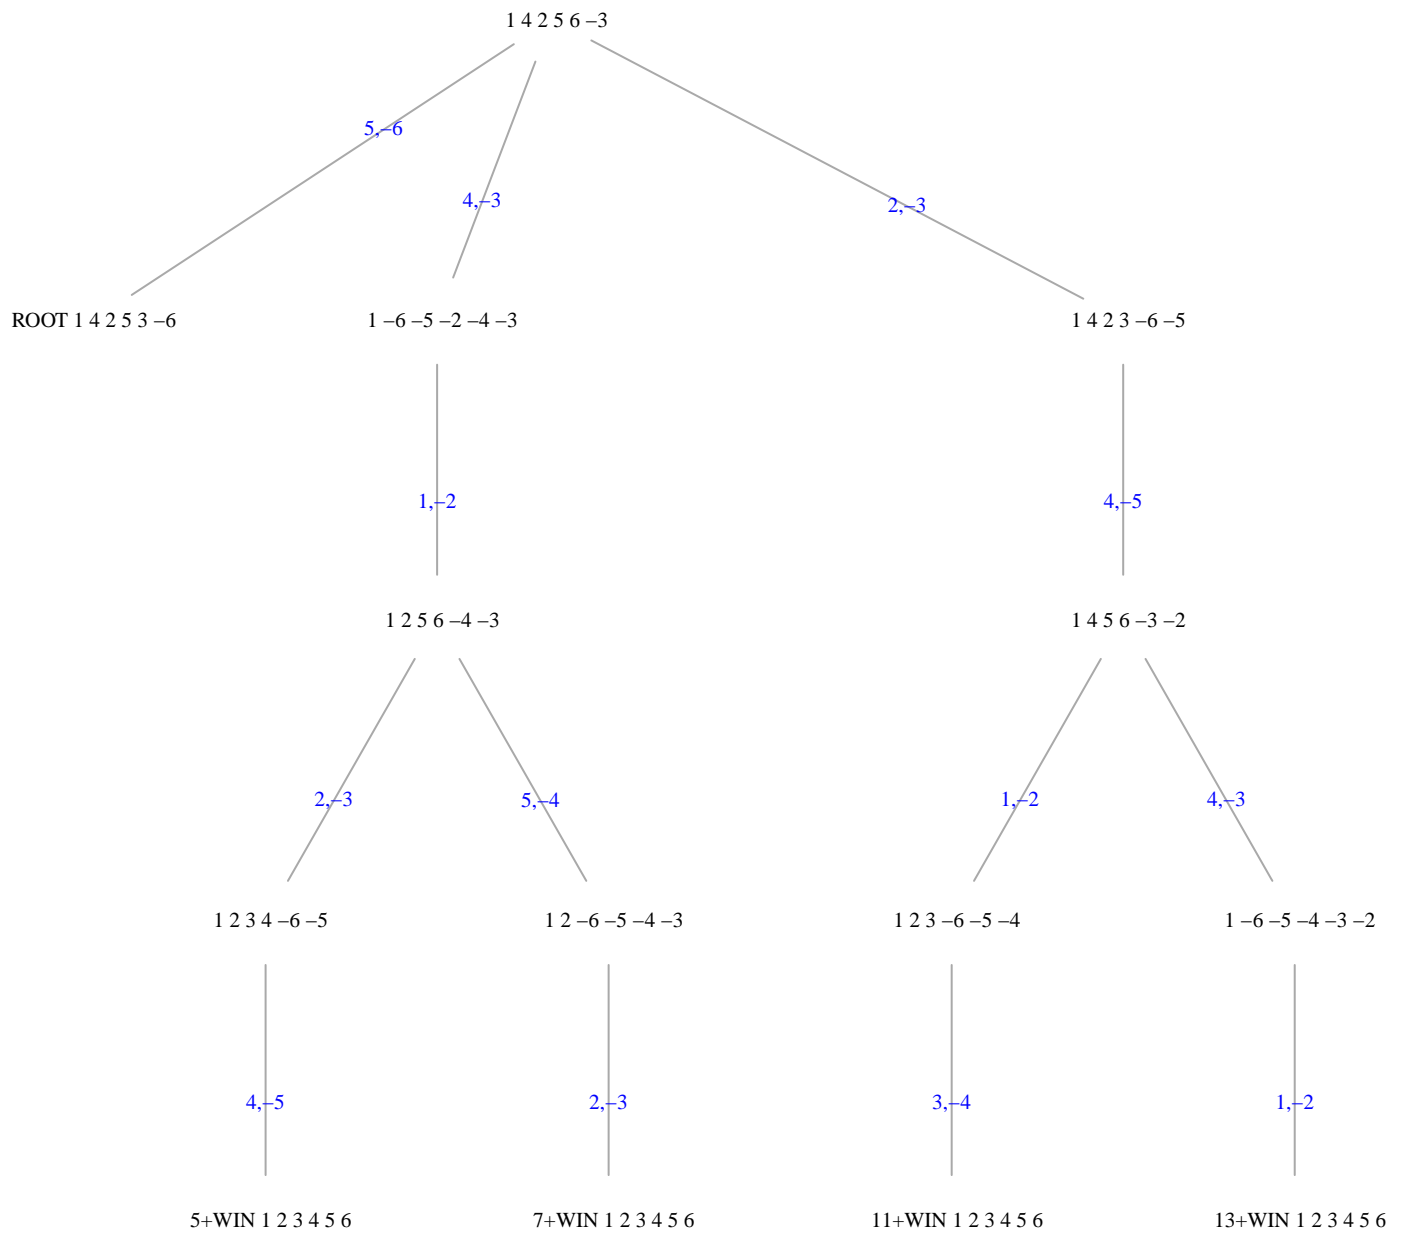 1 4 2 5 6 –3
5,–6
4,–3
2,–3
ROOT 1 4 2 5 3 –6
1 –6 –5 –2 –4 –3
1 4 2 3 –6 –5
1,–2
4,–5
1 2 5 6 –4 –3
1 4 5 6 –3 –2
2,–3
5,–4
1,–2
4,–3
1 2 3 4 –6 –5
1 2 –6 –5 –4 –3
1 2 3 –6 –5 –4
1 –6 –5 –4 –3 –2
4,–5
2,–3
3,–4
1,–2
5+WIN 1 2 3 4 5 6
7+WIN 1 2 3 4 5 6
11+WIN 1 2 3 4 5 6
13+WIN 1 2 3 4 5 6